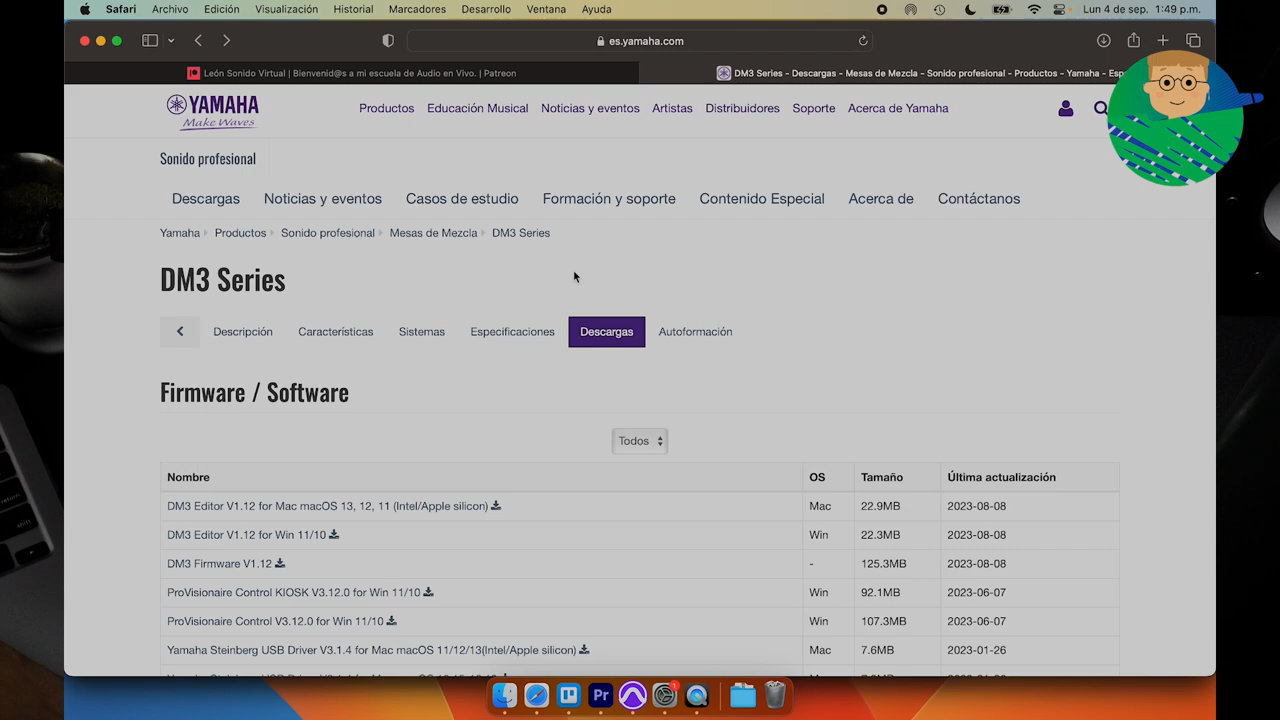 Safari Archivo Edición Visualización Historial Marcadores Desarrollo Ventana Ayuda Lun 4 de sep. 1:49 p.m.
es.yamaha.com
León Sonido Virtual | Bienvenid@s a mi escuela de Audio en Vivo. | Patreon
DM3 Series - Descargas - Mesas de Mezcla - Sonido profesional - Productos - Yamaha - Esp
YAMAHA
Make Waves
Productos Educación Musical Noticias y eventos Artistas Distribuidores Soporte Acerca de Yamaha
Sonido profesional
Descargas Noticias y eventos Casos de estudio Formación y soporte Contenido Especial Acerca de Contáctanos
Yamaha Productos Sonido profesional Mesas de Mezcla DM3 Series
DM3 Series
Descripción Características Sistemas Especificaciones Descargas Autoformación
Firmware / Software
Todos
Nombre OS Tamaño Última actualización
DM3 Editor V1.12 for Mac macOS 13, 12, 11 (Intel/Apple silicon) Mac 22.9MB 2023-08-08
DM3 Editor V1.12 for Win 11/10 Win 22.3MB 2023-08-08
DM3 Firmware V1.12 - 125.3MB 2023-08-08
ProVisionaire Control KIOSK V3.12.0 for Win 11/10 Win 92.1MB 2023-06-07
ProVisionaire Control V3.12.0 for Win 11/10 Win 107.3MB 2023-06-07
Yamaha Steinberg USB Driver V3.1.4 for Mac macOS 11/12/13(Intel/Apple silicon) Mac 7.6MB 2023-01-26
Pr
1